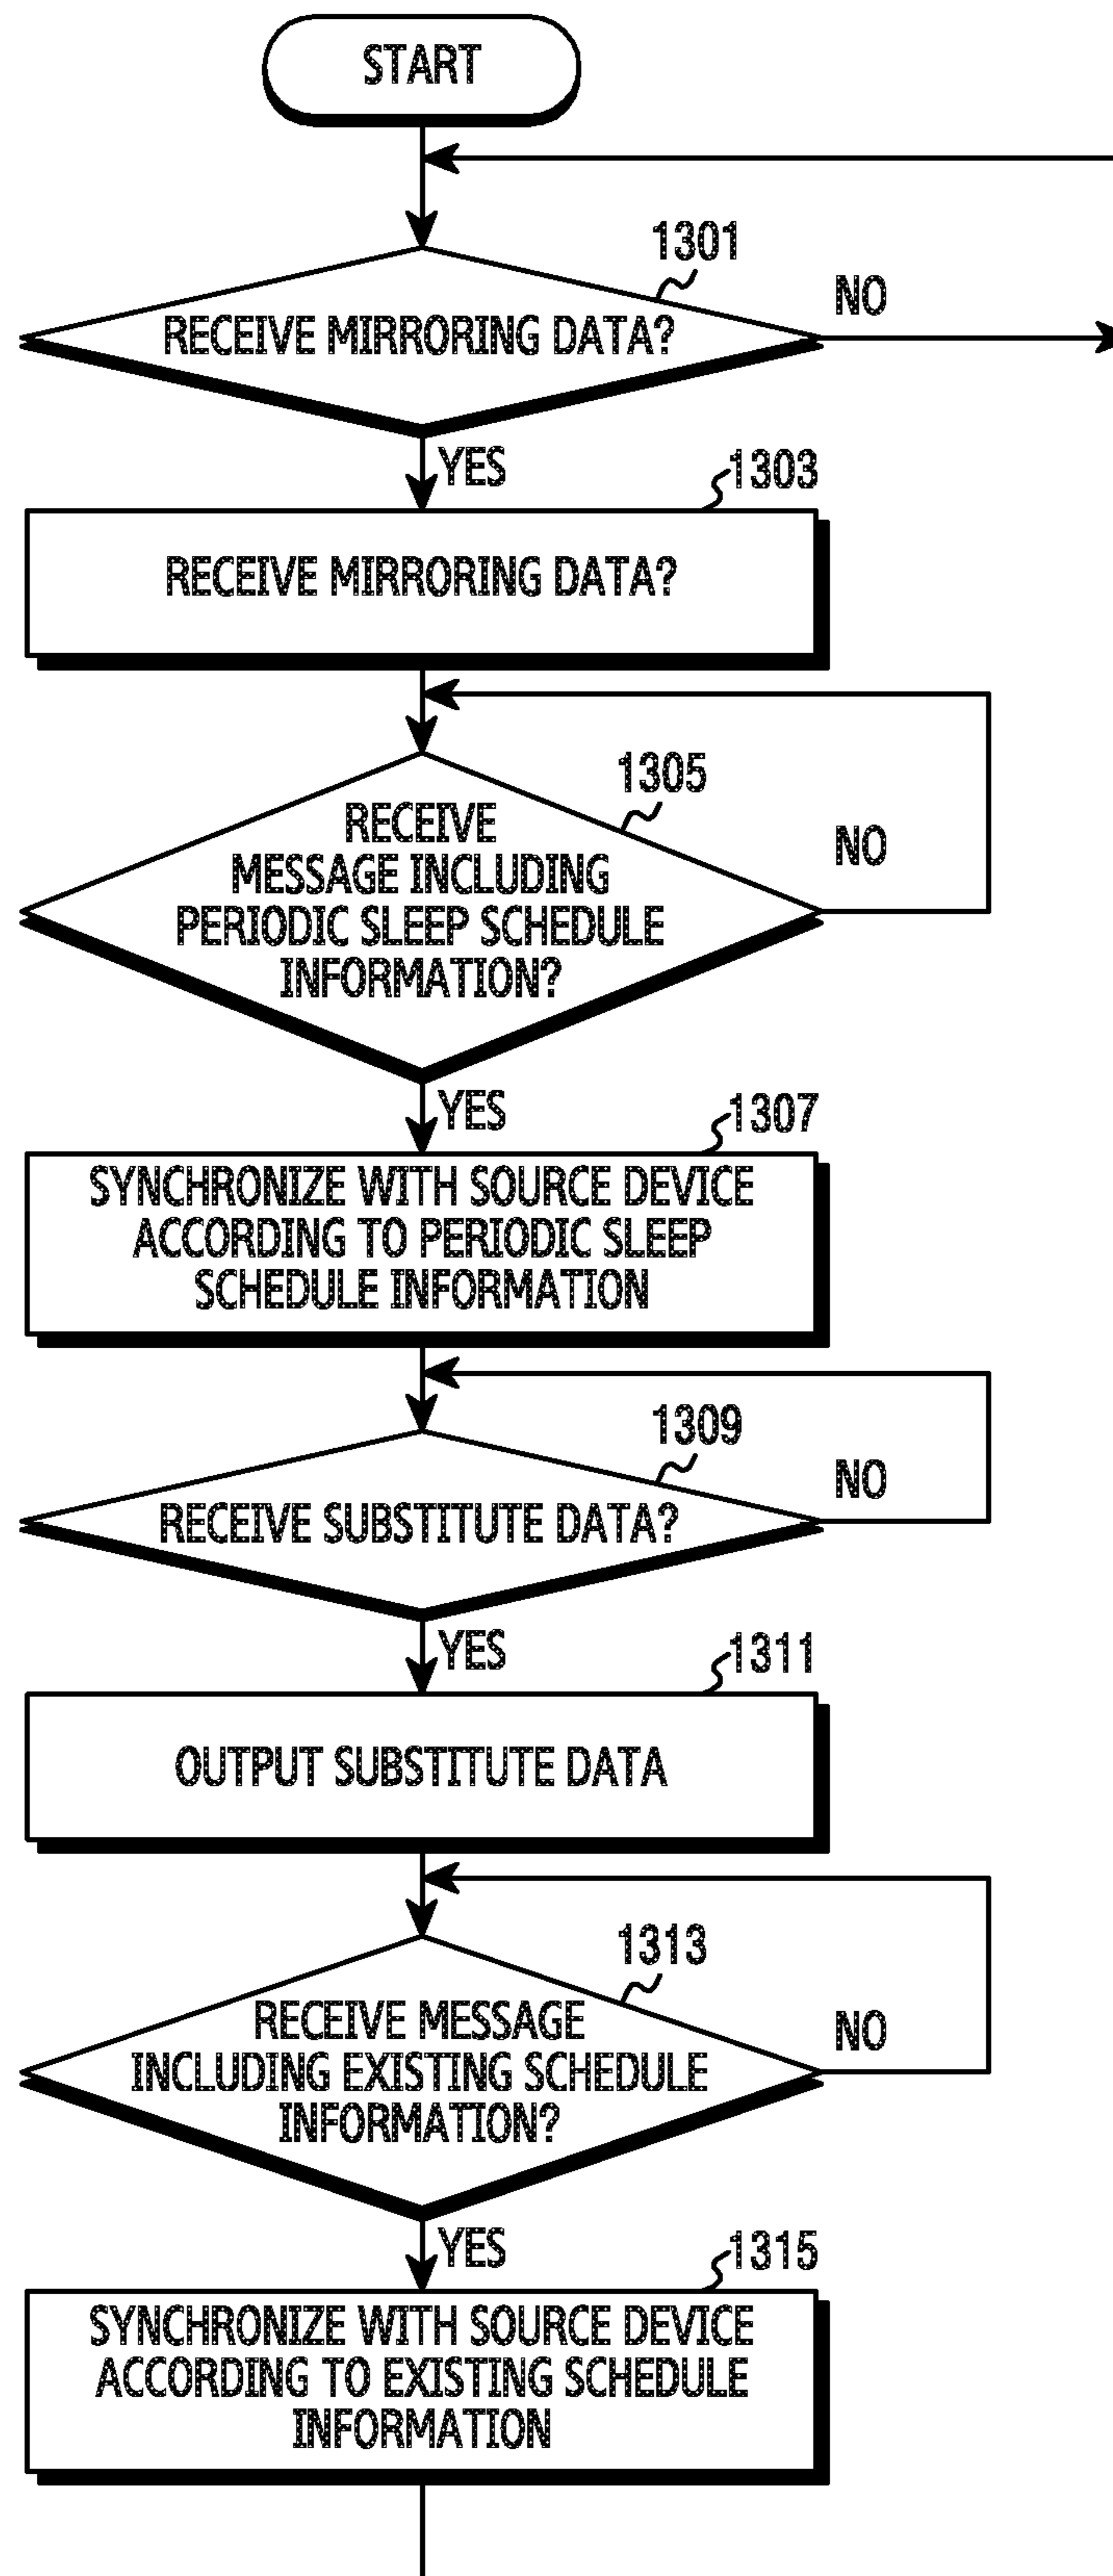 START
1301
NO
RECEIVE MIRRORING DATA?
YES
1303
RECEIVE MIRRORING DATA?
1305
RECEIVE
MESSAGE INCLUDING
NO
PERIODIC SLEEP SCHEDULE
INFORMATION?
YES
1307
SYNCHRONIZE WITH SOURCE DEVICE
ACCORDING TO PERIODIC SLEEP
SCHEDULE INFORMATION
1309
NO
RECEIVE SUBSTITUTE DATA?
YES
1311
OUTPUT SUBSTITUTE DATA
1313
RECEIVE MESSAGE
NO
INCLUDING EXISTING SCHEDULE
INFORMATION?
YES
1315
SYNCHRONIZE WITH SOURCE DEVICE
ACCORDING TO EXISTING SCHEDULE
INFORMATION